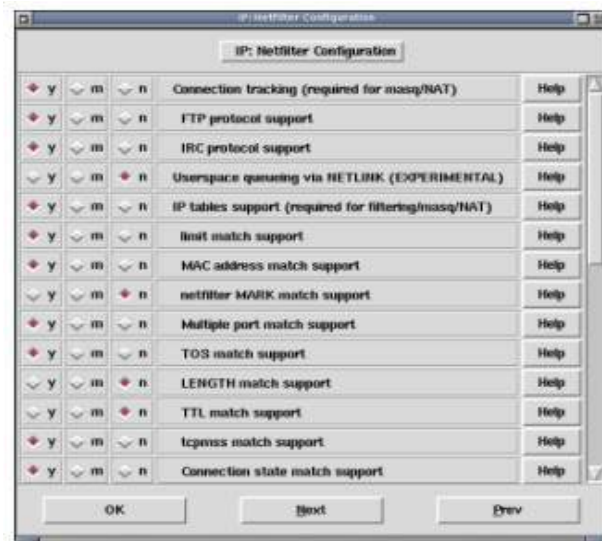 IP: Netfilter Configuration
IP: Netfilter Configuration
y m n Connection tracking (required for masq/NAT) Help
y m n FTP protocol support Help
y m n IRC protocol support Help
y m n Userspace queueing via NETLINK (EXPERIMENTAL) Help
y m n IP tables support (required for filtering/masq/NAT) Help
y m n limit match support Help
y m n MAC address match support Help
y m n netfilter MARK match support Help
y m n Multiple port match support Help
y m n TOS match support Help
y m n LENGTH match support Help
y m n TTL match support Help
y m n tcpmss match support Help
y m n Connection state match support Help
OK Next Prev